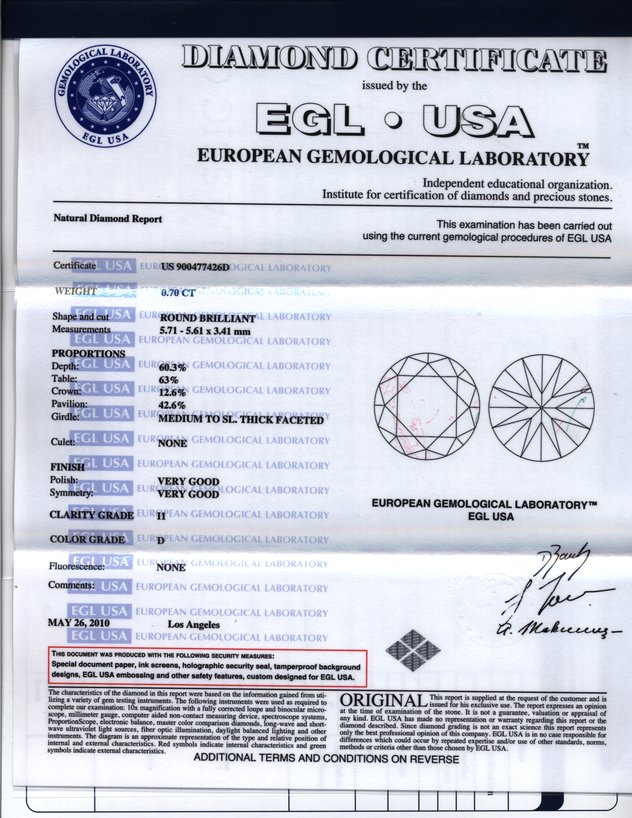 GEMOLOGICAL LABORATORY
EGL USA
DIAMOND CERTIFICATE
issued by the
EGL • USA
EUROPEAN GEMOLOGICAL LABORATORY™
Independent educational organization.
Institute for certification of diamonds and precious stones.
Natural Diamond Report
This examination has been carried out
using the current gemological procedures of EGL USA
Certificate US 900477426D
WEIGHT 0.70 CT
Shape and cut ROUND BRILLIANT
Measurements 5.71 - 5.61 x 3.41 mm
PROPORTIONS
Depth: 60.3%
Table: 63%
Crown: 12.6%
Pavilion: 42.6%
Girdle: MEDIUM TO SL. THICK FACETED
Culet: NONE
FINISH
Polish: VERY GOOD
Symmetry: VERY GOOD
CLARITY GRADE I1
COLOR GRADE D
Fluorescence: NONE
Comments:
EGL USA EUROPEAN GEMOLOGICAL LABORATORY
MAY 26, 2010 Los Angeles
EUROPEAN GEMOLOGICAL LABORATORY™
EGL USA
THIS DOCUMENT WAS PRODUCED WITH THE FOLLOWING SECURITY MEASURES:
Special document paper, ink screens, holographic security seal, tamperproof background
designs, EGL USA embossing and other safety features, custom designed for EGL USA.
The characteristics of the diamond in this report were based on the information gained from uti-
lizing a variety of gem testing instruments. The following instruments were used in required to
complete our examination: 10x magnification with a fully corrected loupe and binocular micro-
scope, millimeter gauge, computer aided non-contact measuring device, spectroscope systems,
ProportionScope, electronic balance, master color comparison diamonds, long-wave and short-
wave ultraviolet light sources, fiber optic illumination, daylight balanced lighting and other
instruments. The diagram is an approximate representation of the type and relative position of
internal and external characteristics. Red symbols indicate internal characteristics and green
symbols indicate external characteristics.
ORIGINAL This report is supplied at the request of the customer and is
issued for his exclusive use. The report expresses an opinion
at the time of examination of the stone. It is not a guarantee, valuation or appraisal of
any kind. EGL USA has made no representation or warranty regarding this report or the
diamond described. Since diamond grading is not an exact science this report represents
only the best professional opinion of this company. EGL USA is in no case responsible for
differences which could occur by repeated expertise and/or use of other standards, norms,
methods or criteria other than those chosen by EGL USA.
ADDITIONAL TERMS AND CONDITIONS ON REVERSE